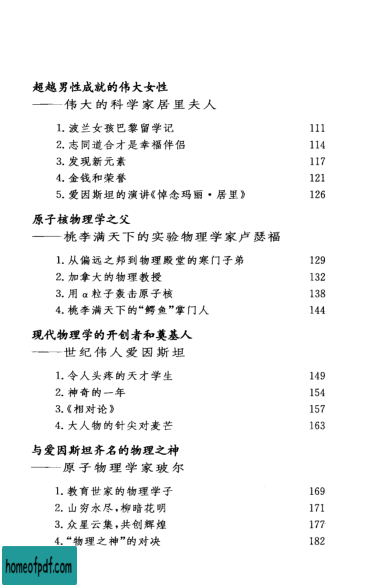 超越男性成就的伟大女性
——伟大的科学家居里夫人
1. 波兰女孩巴黎留学记 111
2. 志同道合才是幸福伴侣 114
3. 发现新元素 117
4. 金钱和荣誉 121
5. 爱因斯坦的演讲《悼念玛丽·居里》 126
原子核物理学之父
——桃李满天下的实验物理学家卢瑟福
1. 从偏远之邦到物理殿堂的寒门子弟 129
2. 加拿大的物理教授 132
3. 用α粒子轰击原子核 138
4. 桃李满天下的“鳄鱼”掌门人 144
现代物理学的开创者和奠基人
——世纪伟人爱因斯坦
1. 令人头疼的天才学生 149
2. 神奇的一年 154
3.《相对论》 157
4. 大人物的针尖对麦芒 163
与爱因斯坦齐名的物理之神
——原子物理学家玻尔
1. 教育世家的物理学子 169
2. 山穷水尽,柳暗花明 171
3. 众星云集,共创辉煌 177
4.“物理之神”的对决 182
homeofpdf.com